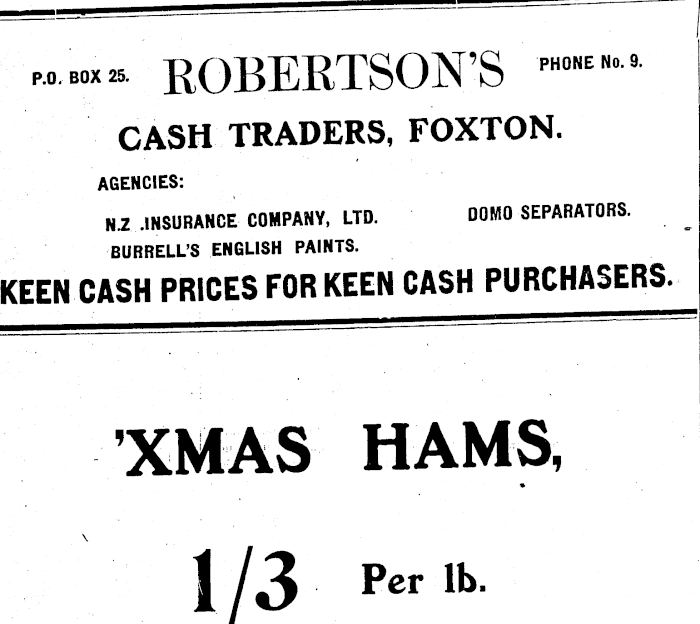 P.O. BOX 25. ROBERTSON'S PHONE No. 9.
CASH TRADERS, FOXTON.
AGENCIES:
N.Z .INSURANCE COMPANY, LTD. DOMO SEPARATORS.
BURRELL'S ENGLISH PAINTS.
KEEN CASH PRICES FOR KEEN CASH PURCHASERS.
'XMAS HAMS,
1/3 Per lb.